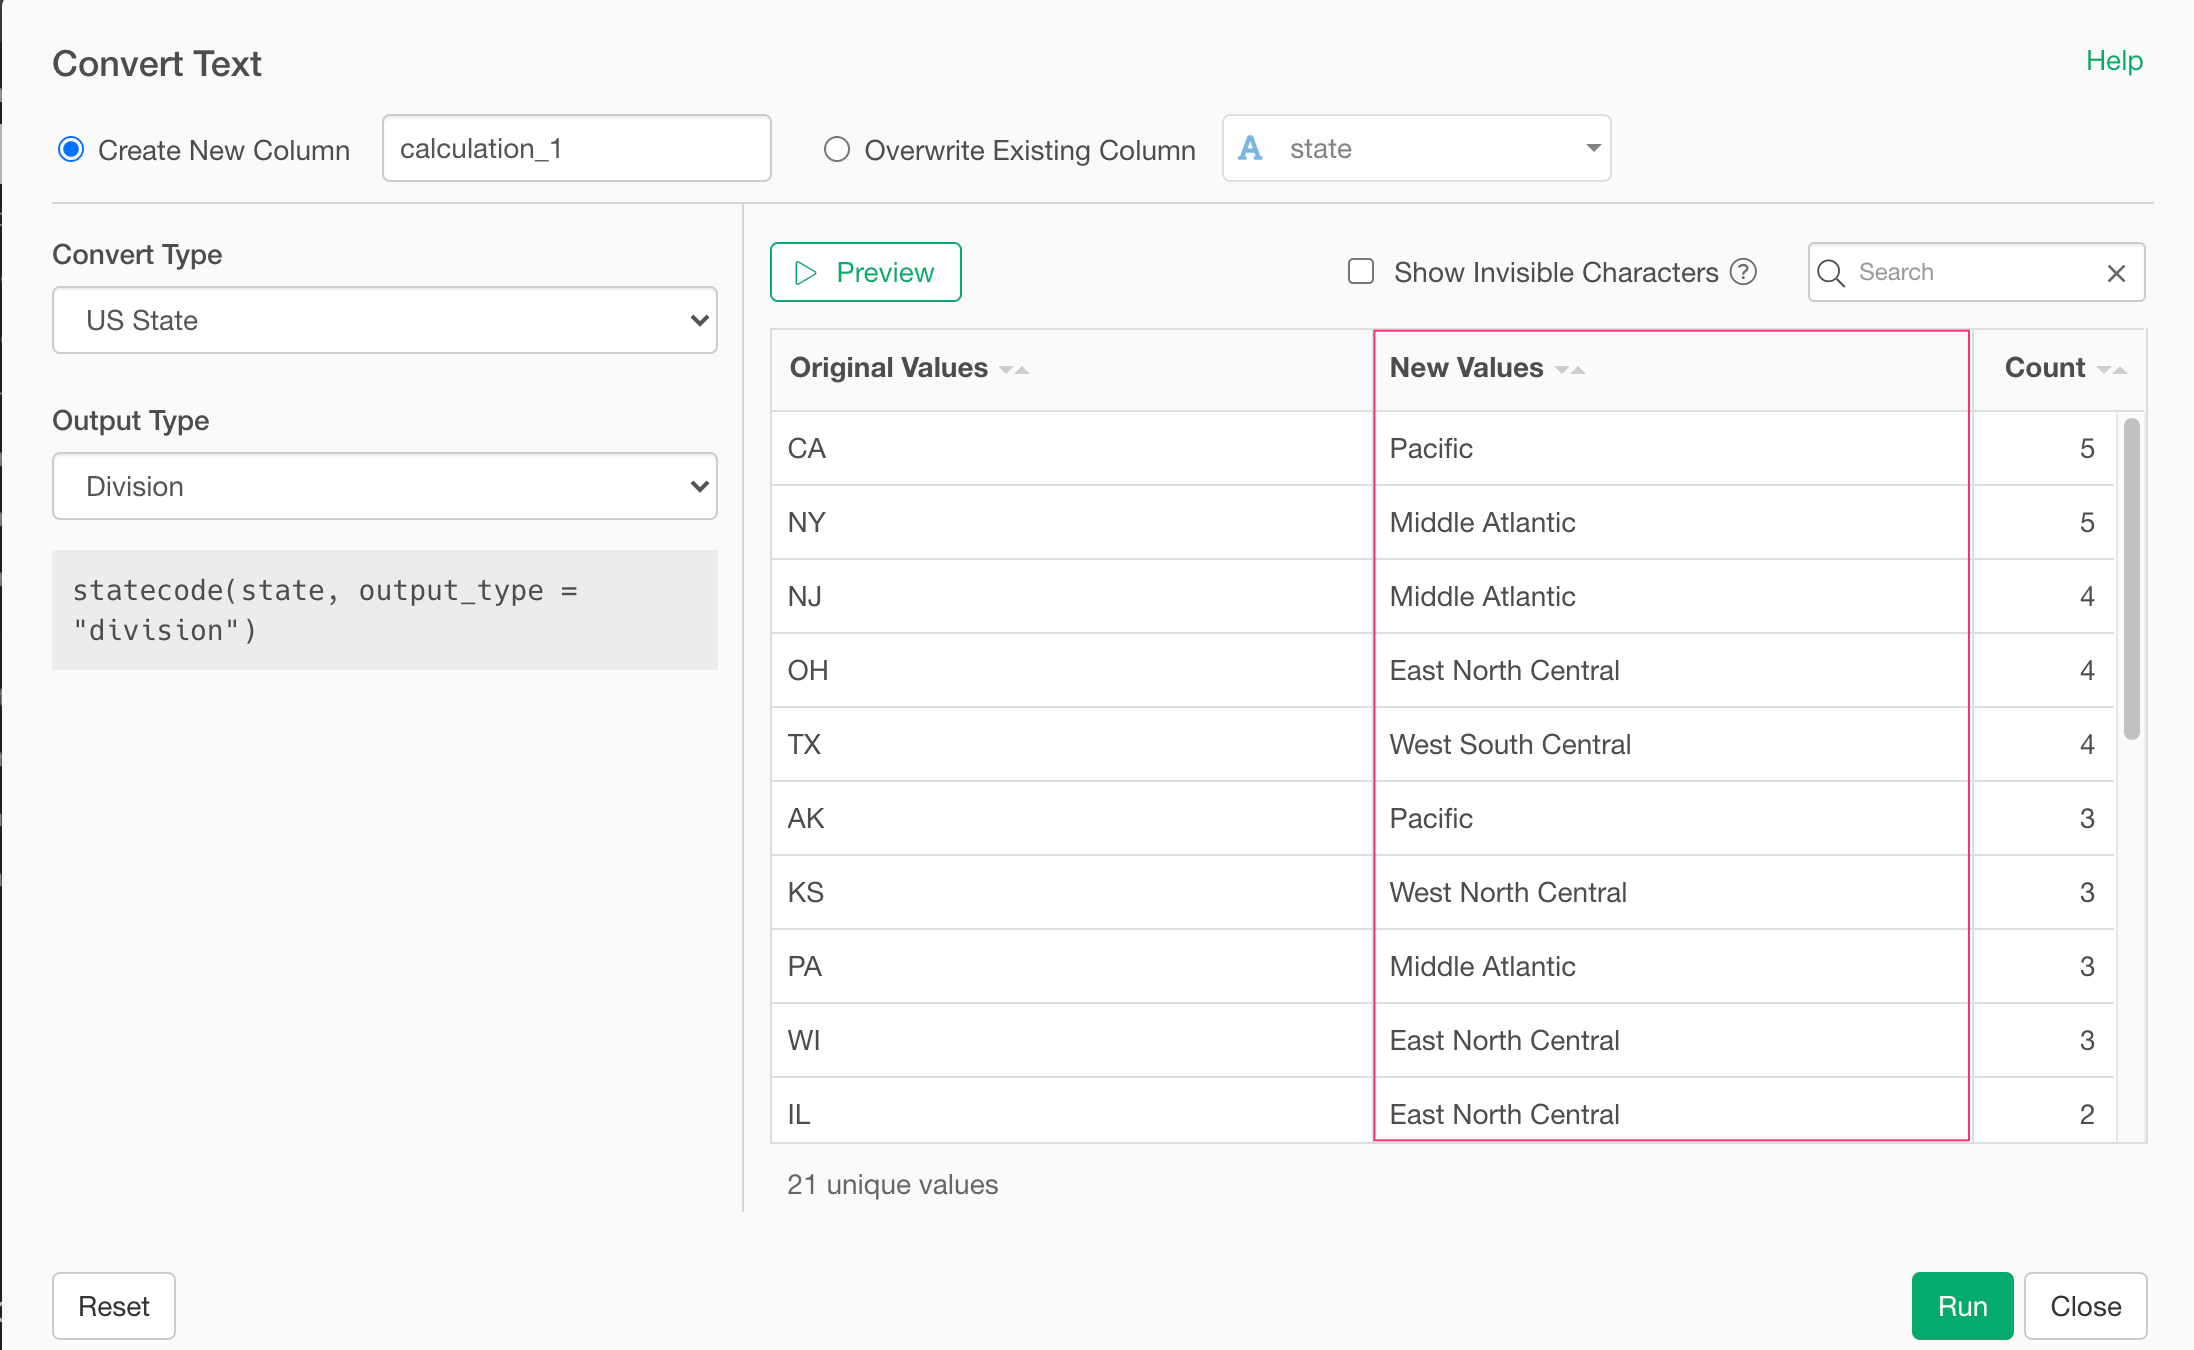 Convert Text
Help
Create New Column
calculation_1
Overwrite Existing Column
A state
Convert Type
US State
Output Type
Division
statecode(state, output_type =
"division")
Preview
Show Invisible Characters ?
Search
Original Values New Values Count
CA Pacific 5
NY Middle Atlantic 5
NJ Middle Atlantic 4
OH East North Central 4
TX West South Central 4
AK Pacific 3
KS West North Central 3
PA Middle Atlantic 3
WI East North Central 3
IL East North Central 2
21 unique values
Reset
Run
Close